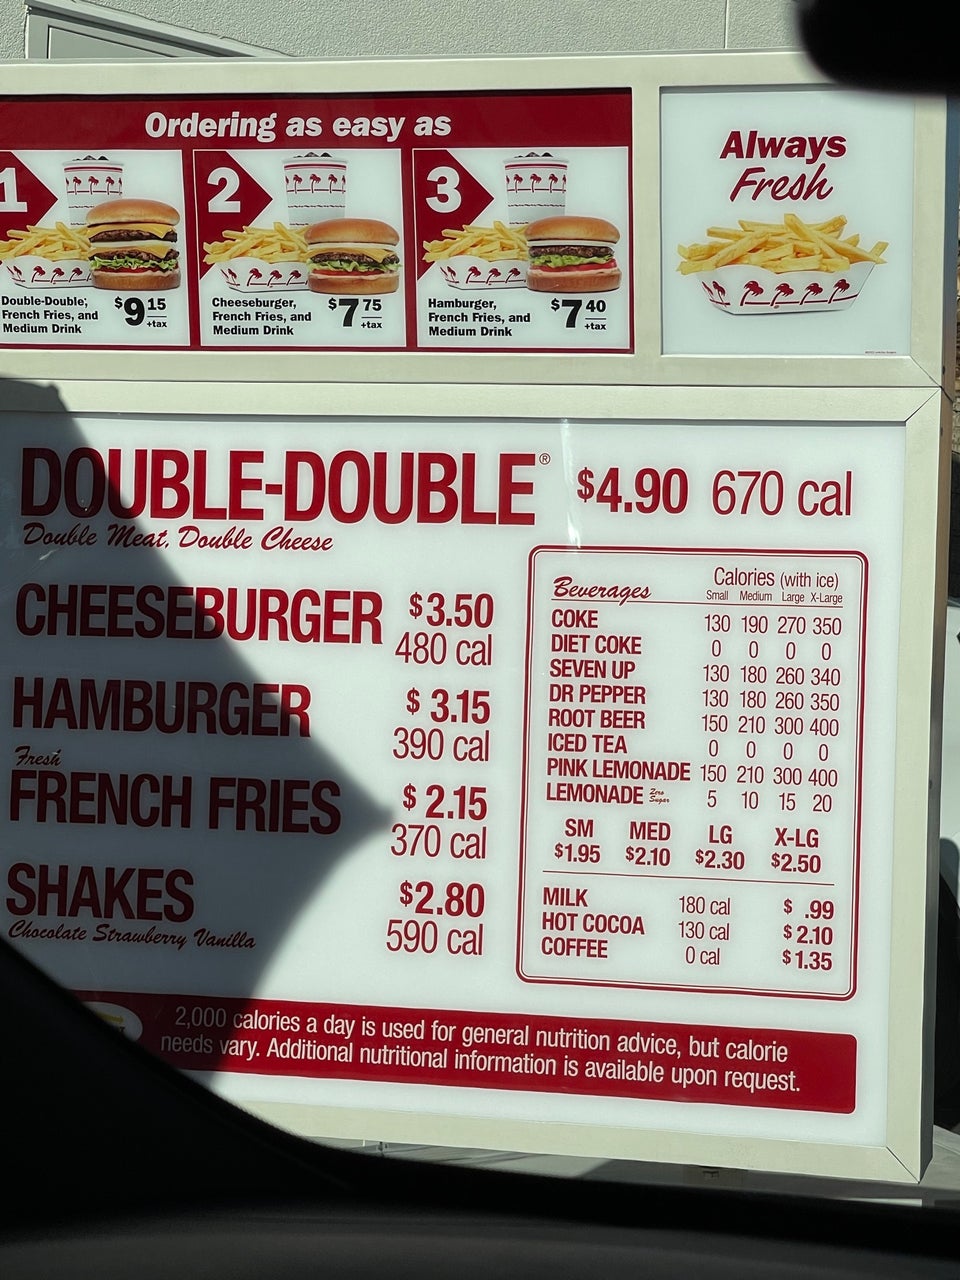 Ordering as easy as
1
Double-Double®,
French Fries, and
Medium Drink
$9 15
+tax
2
Cheeseburger,
French Fries, and
Medium Drink
$7 75
+tax
3
Hamburger,
French Fries, and
Medium Drink
$7 40
+tax
Always
Fresh
DOUBLE-DOUBLE® $4.90 670 cal
Double Meat, Double Cheese
CHEESEBURGER $3.50
480 cal
HAMBURGER $3.15
390 cal
Fresh
FRENCH FRIES $2.15
370 cal
SHAKES $2.80
Chocolate Strawberry Vanilla 590 cal
Beverages Calories (with ice)
Small Medium Large X-Large
COKE 130 190 270 350
DIET COKE 0 0 0 0
SEVEN UP 130 180 260 340
DR PEPPER 130 180 260 350
ROOT BEER 150 210 300 400
ICED TEA 0 0 0 0
PINK LEMONADE 150 210 300 400
LEMONADE Zero Sugar 5 10 15 20
SM MED LG X-LG
$1.95 $2.10 $2.30 $2.50
MILK 180 cal $ .99
HOT COCOA 130 cal $2.10
COFFEE 0 cal $1.35
2,000 calories a day is used for general nutrition advice, but calorie
needs vary. Additional nutritional information is available upon request.